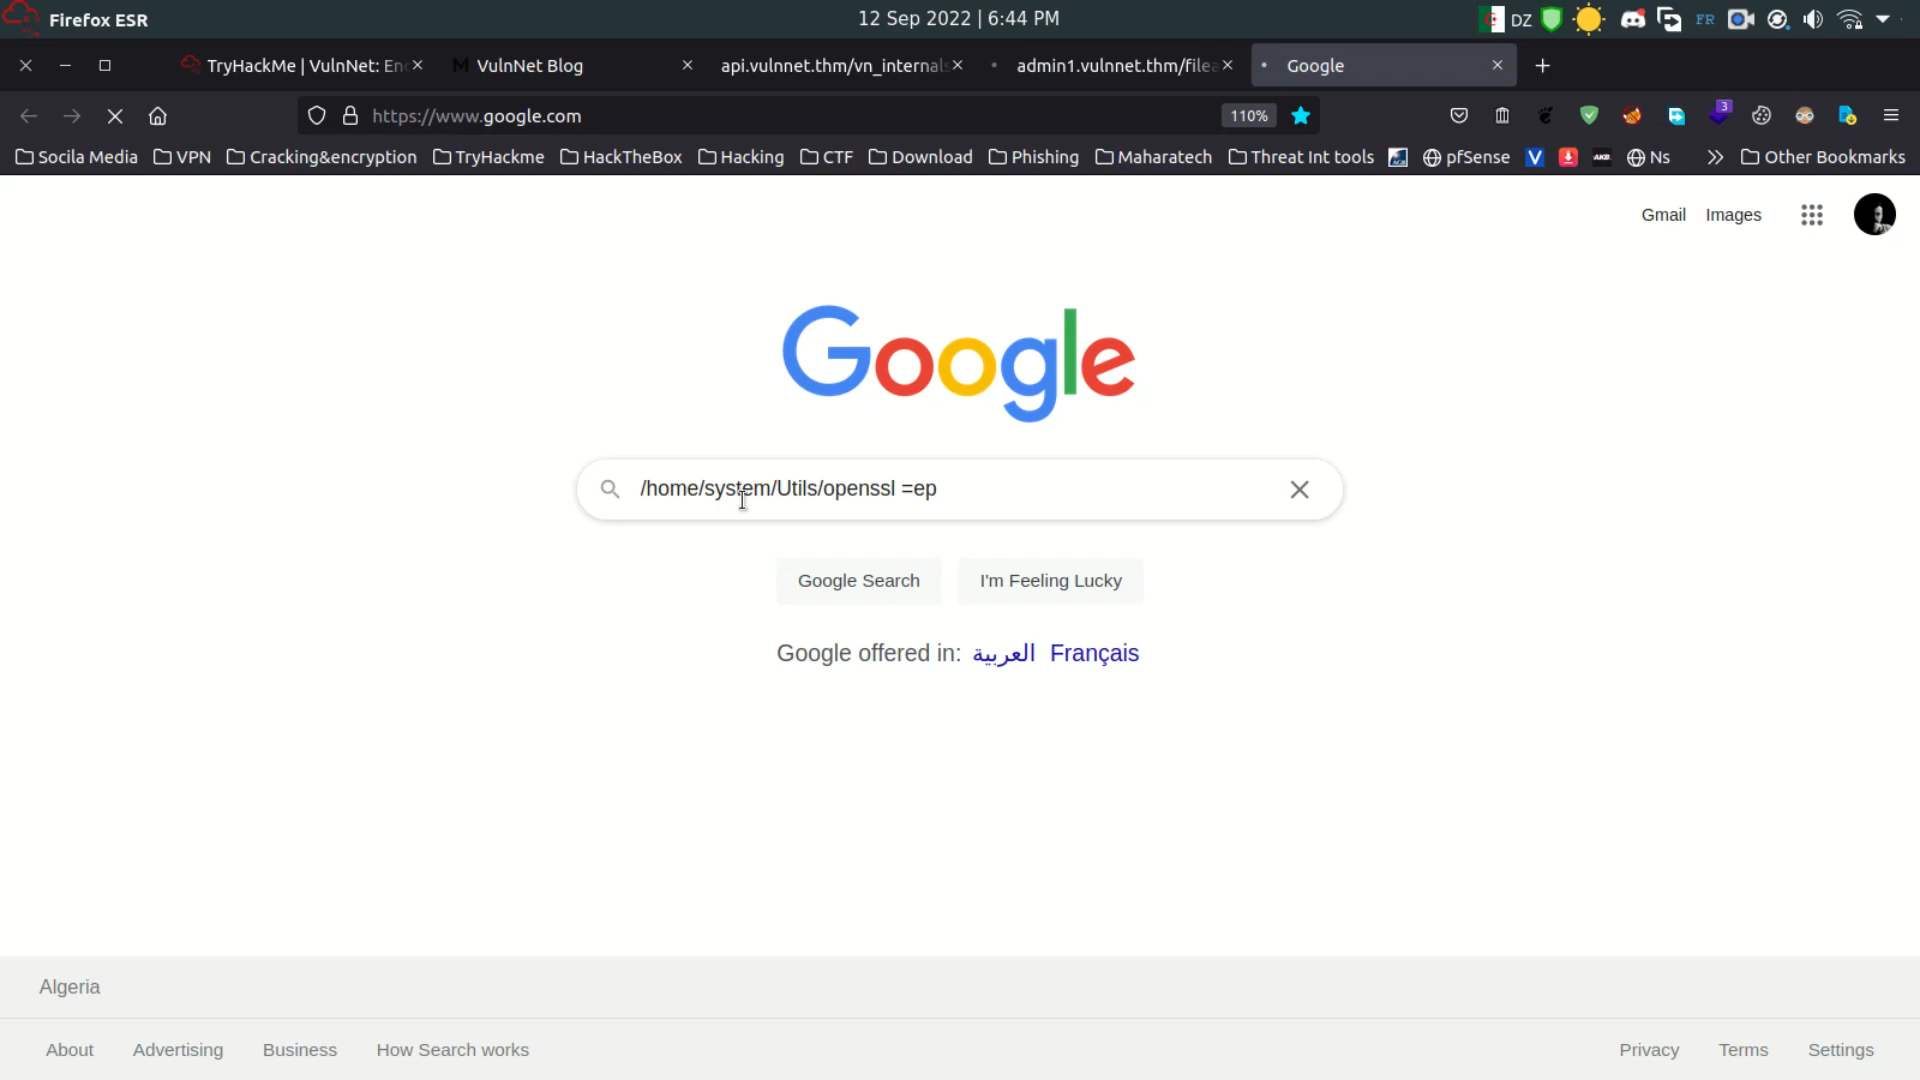 Firefox ESR
12 Sep 2022 | 6:44 PM
DZ
FR
TryHackMe | VulnNet: En
VulnNet Blog
api.vulnnet.thm/vn_internals
admin1.vulnnet.thm/filea
Google
https://www.google.com
110%
3
Socila Media
VPN
Cracking&encryption
TryHackme
HackTheBox
Hacking
CTF
Download
Phishing
Maharatech
Threat Int tools
pfSense
Ns
Other Bookmarks
Gmail
Images
Google
/home/system/Utils/openssl =ep
Google Search
I'm Feeling Lucky
Google offered in: العربية Français
Algeria
About
Advertising
Business
How Search works
Privacy
Terms
Settings